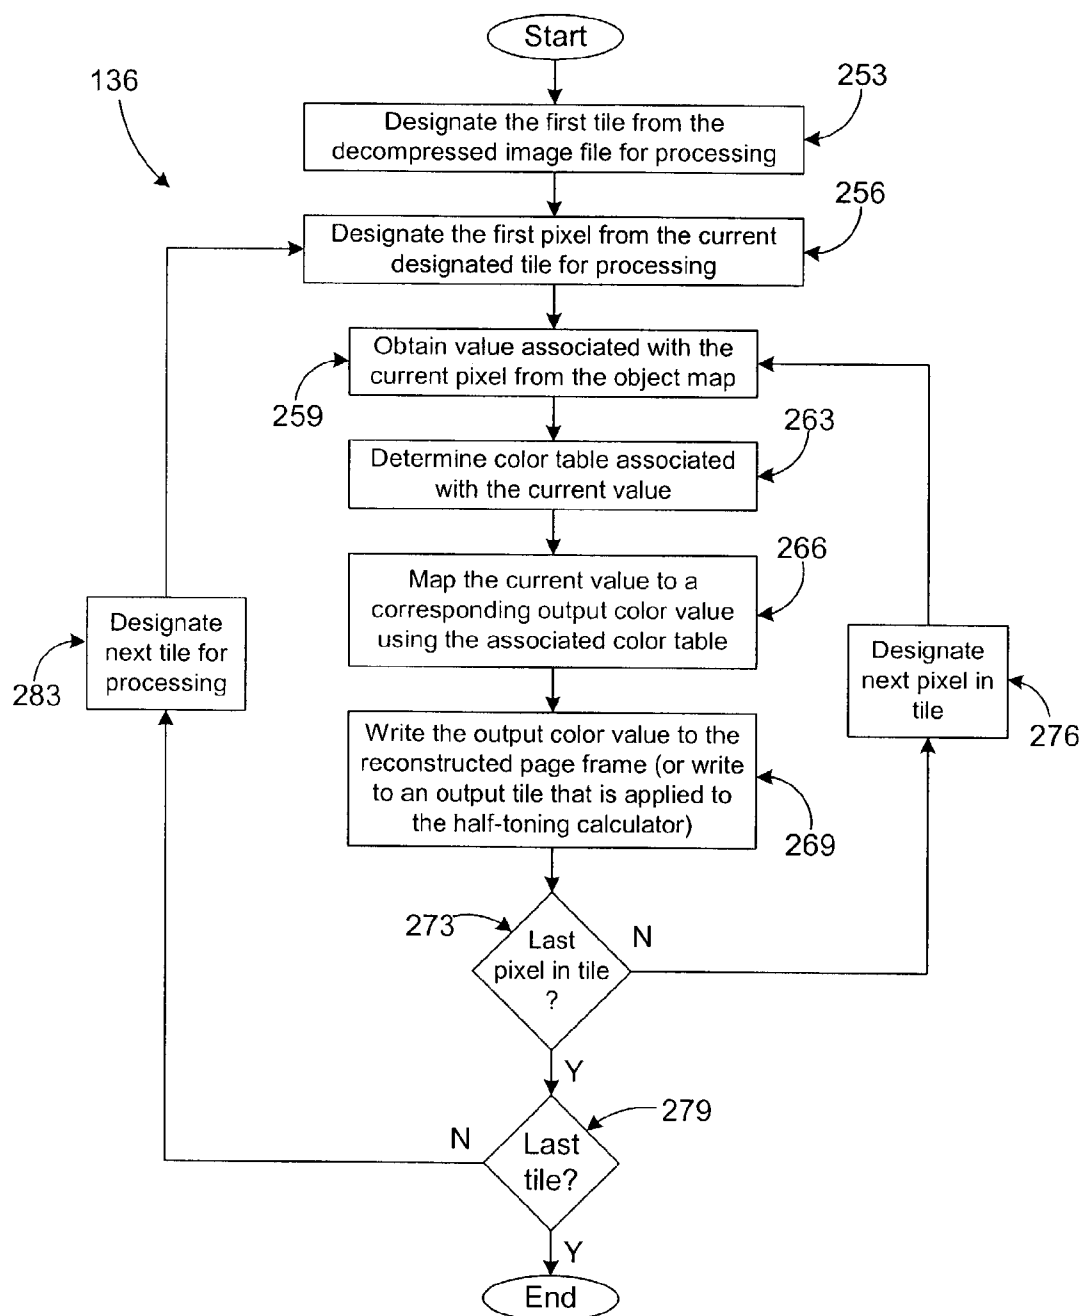 Start
136
253
Designate the first tile from the
decompressed image file for processing
256
Designate the first pixel from the current
designated tile for processing
Obtain value associated with the
current pixel from the object map
259
263
Determine color table associated
with the current value
266
Map the current value to a
corresponding output color value
using the associated color table
Designate
next tile for
processing
283
Designate
next pixel in
tile
276
Write the output color value to the
reconstructed page frame (or write
to an output tile that is applied to
the half-toning calculator)
269
273
Last
pixel in tile
?
N
Y
279
N
Last
tile?
Y
End